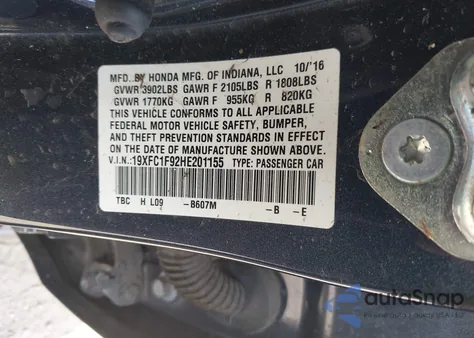 MFD. BY HONDA MFG. OF INDIANA, LLC 10/'16
GVWR 3902LBS GAWR F 2105LBS R 1808LBS
GVWR 1770KG GAWR F 955KG R 820KG
THIS VEHICLE CONFORMS TO ALL APPLICABLE
FEDERAL MOTOR VEHICLE SAFETY, BUMPER,
AND THEFT PREVENTION STANDARDS IN EFFECT
ON THE DATE OF MANUFACTURE SHOWN ABOVE.
V.I.N.: 19XFC1F92HE201155 TYPE: PASSENGER CAR
TBC H L09 -B607M -B -E
autoSnap